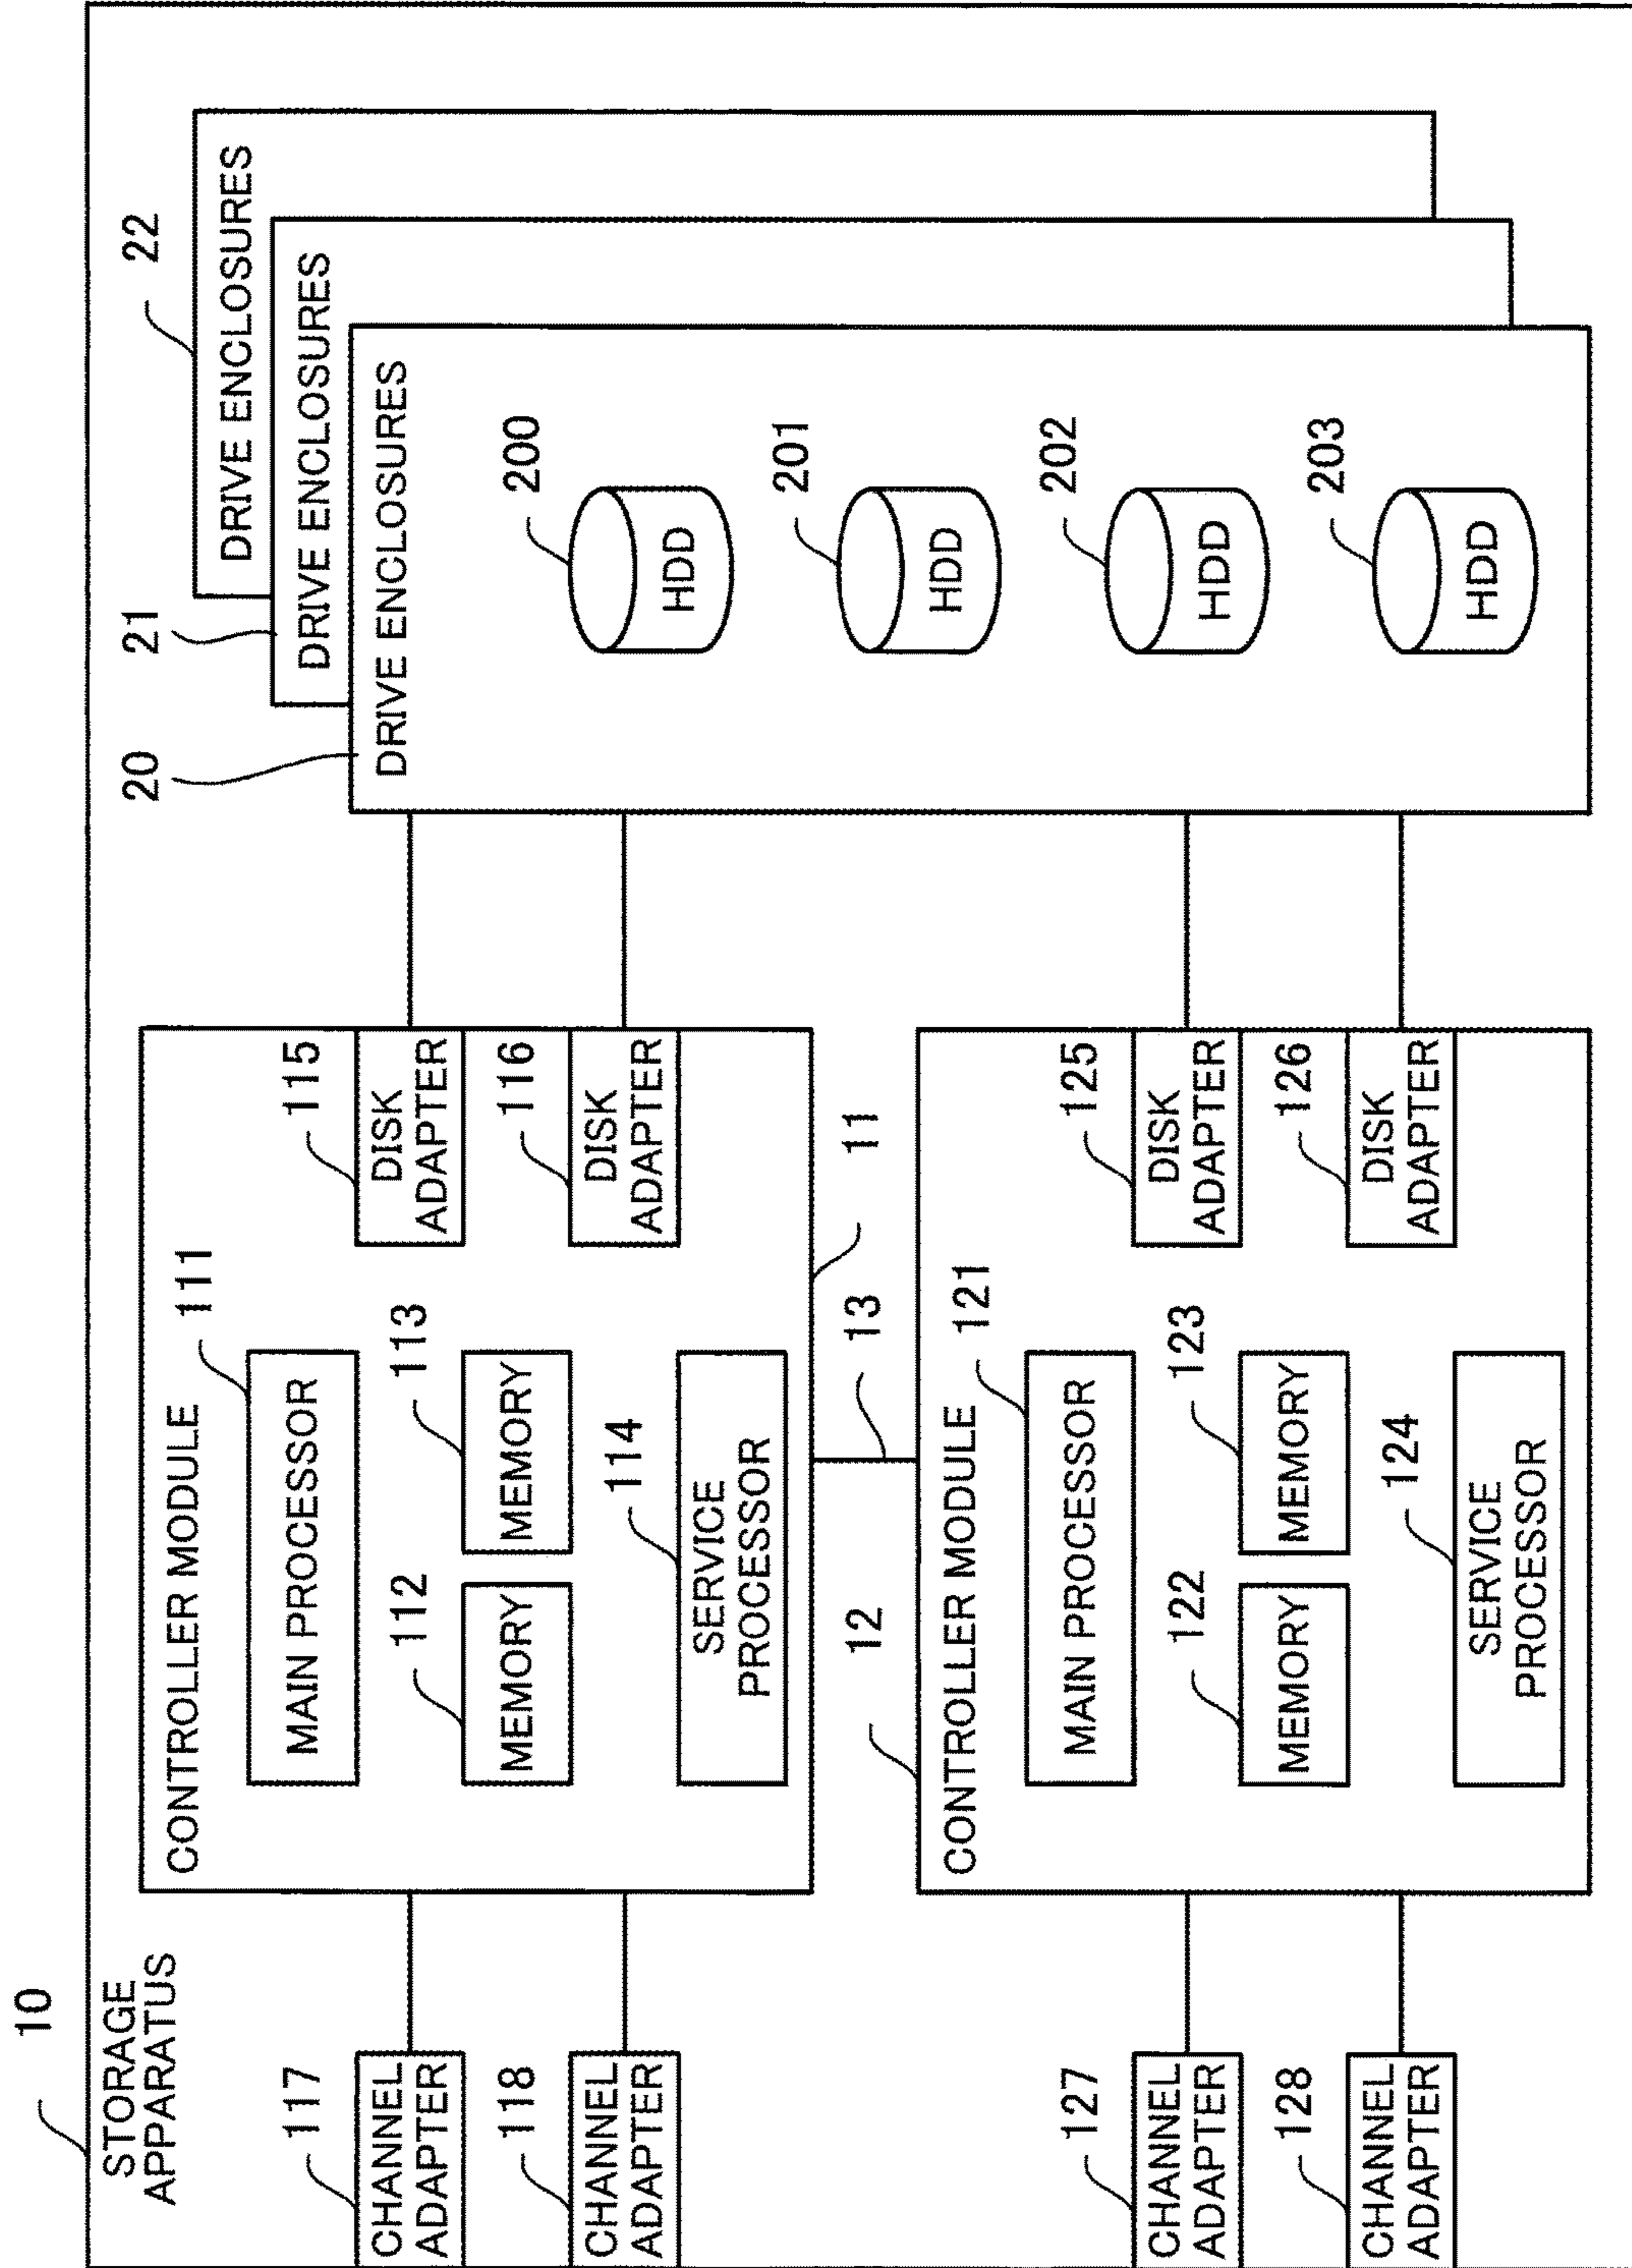 10
STORAGE
APPARATUS
117
CHANNEL
ADAPTER
118
CHANNEL
ADAPTER
CONTROLLER MODULE
111
MAIN PROCESSOR
112
MEMORY
113
MEMORY
114
SERVICE
PROCESSOR
115
DISK
ADAPTER
116
DISK
ADAPTER
11
13
12
127
CHANNEL
ADAPTER
128
CHANNEL
ADAPTER
CONTROLLER MODULE
121
MAIN PROCESSOR
122
MEMORY
123
MEMORY
124
SERVICE
PROCESSOR
125
DISK
ADAPTER
126
DISK
ADAPTER
22
DRIVE ENCLOSURES
21
DRIVE ENCLOSURES
20
DRIVE ENCLOSURES
200
HDD
201
HDD
202
HDD
203
HDD